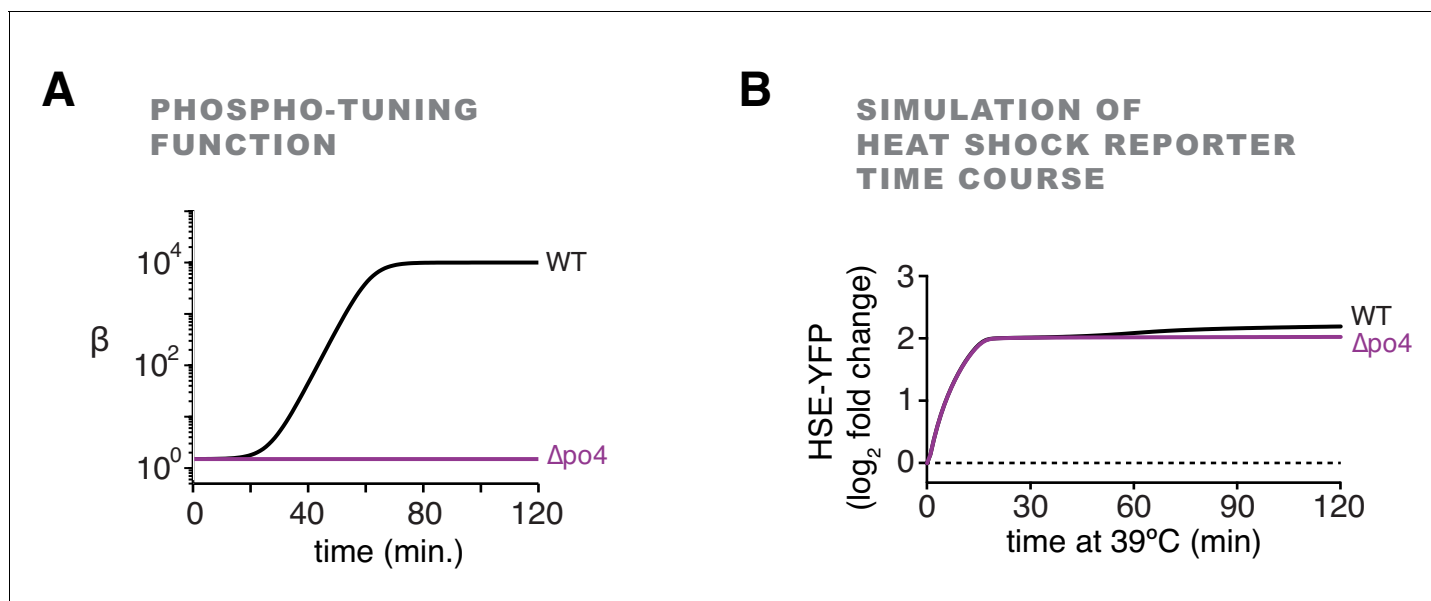 A
PHOSPHO-TUNING
FUNCTION
10⁴
10²
10⁰
β
WT
Δpo4
0
40
80
120
time (min.)
B
SIMULATION OF
HEAT SHOCK REPORTER
TIME COURSE
HSE-YFP
(log₂ fold change)
3
2
1
0
WT
Δpo4
0
30
60
90
120
time at 39ºC (min)